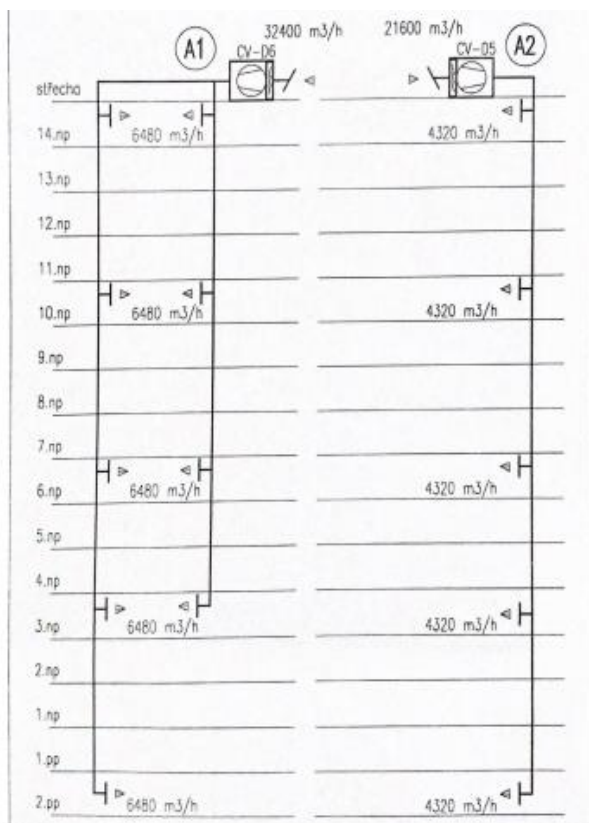 32400 m3/h 21600 m3/h
A1 CV-D6 CV-05 A2
střecha
6480 m3/h 4320 m3/h
14.np
13.np
12.np
11.np
6480 m3/h 4320 m3/h
10.np
9.np
8.np
7.np
6480 m3/h 4320 m3/h
6.np
5.np
4.np
6480 m3/h 4320 m3/h
3.np
2.np
1.np
1.pp
6480 m3/h 4320 m3/h
2.pp